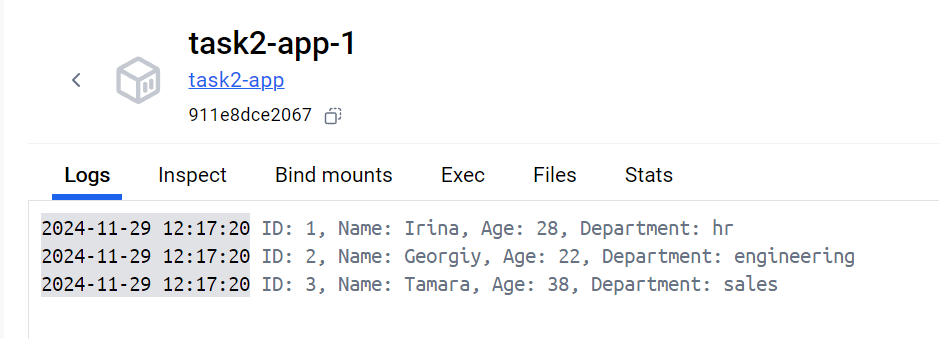 task2-app-1
task2-app
911e8dce2067
Logs Inspect Bind mounts Exec Files Stats
2024-11-29 12:17:20 ID: 1, Name: Irina, Age: 28, Department: hr
2024-11-29 12:17:20 ID: 2, Name: Georgiy, Age: 22, Department: engineering
2024-11-29 12:17:20 ID: 3, Name: Tamara, Age: 38, Department: sales